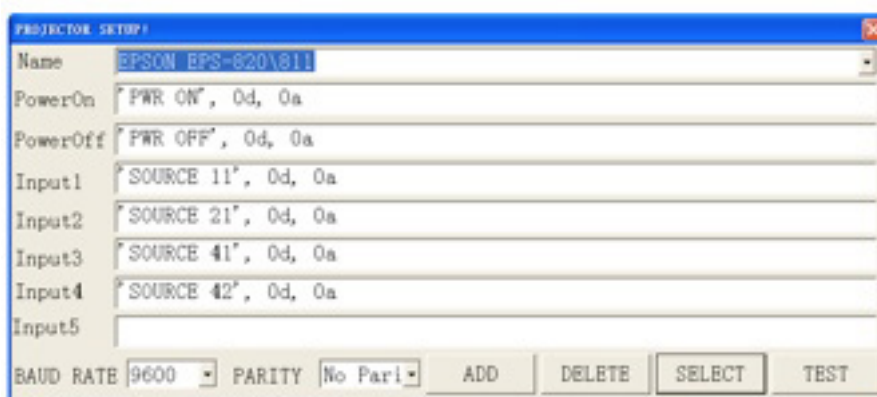 PROJECTOR SETUP!
Name EPSON EPS-820\811
PowerOn "PWR ON", 0d, 0a
PowerOff "PWR OFF", 0d, 0a
Input1 "SOURCE 11", 0d, 0a
Input2 "SOURCE 21", 0d, 0a
Input3 "SOURCE 41", 0d, 0a
Input4 "SOURCE 42", 0d, 0a
Input5
BAUD RATE 9600 PARITY No Pari ADD DELETE SELECT TEST